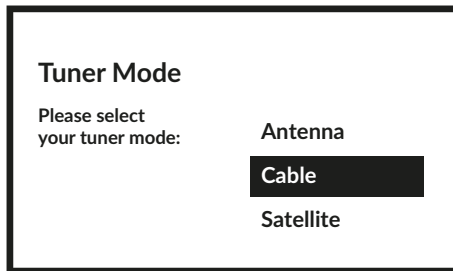 Tuner Mode
Please select
your tuner mode:
Antenna
Cable
Satellite